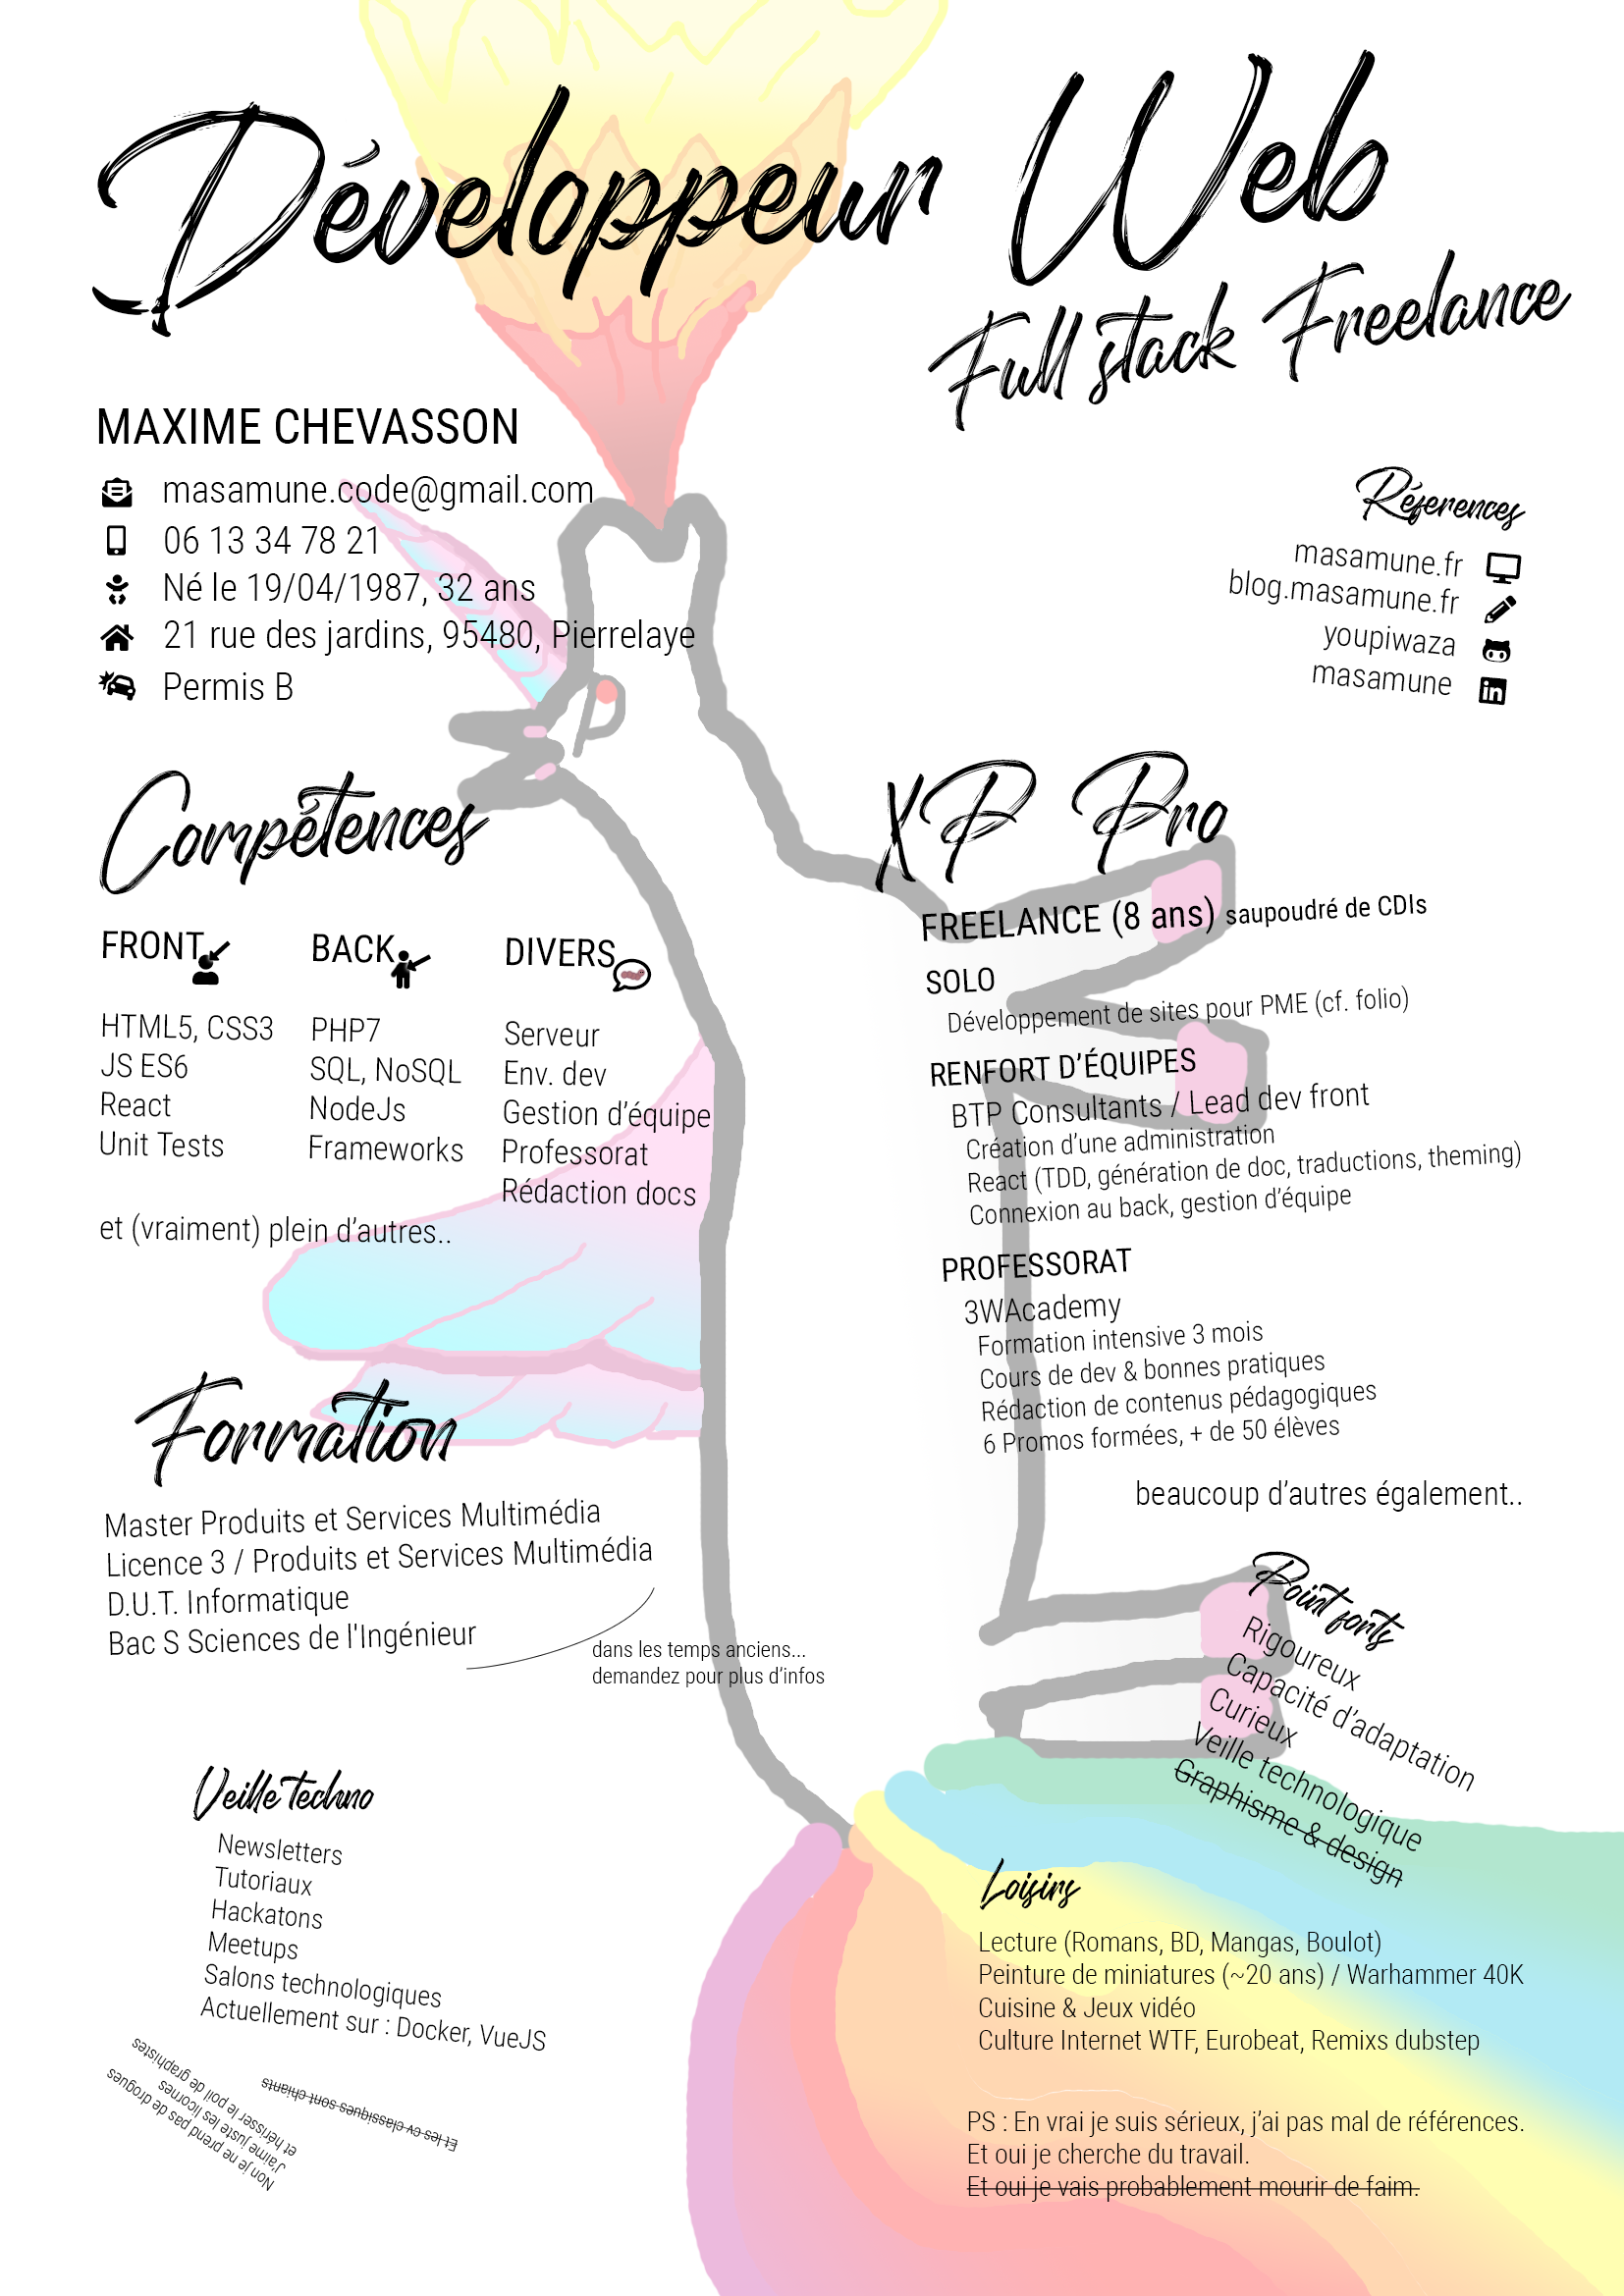 Développeur Web
Full stack Freelance
MAXIME CHEVASSON
masamune.code@gmail.com
06 13 34 78 21
Né le 19/04/1987, 32 ans
21 rue des jardins, 95480, Pierrelaye
Permis B
Réferences
masamune.fr
blog.masamune.fr
youpiwaza
masamune
in
Compétences
FRONT
HTML5, CSS3
JS ES6
React
Unit Tests
BACK
PHP7
SQL, NoSQL
NodeJs
Frameworks
DIVERS
Serveur
Env. dev
Gestion d’équipe
Professorat
Rédaction docs
et (vraiment) plein d’autres..
XP Pro
FREELANCE (8 ans) saupoudré de CDIs
SOLO
Développement de sites pour PME (cf. folio)
RENFORT D’ÉQUIPES
BTP Consultants / Lead dev front
Création d’une administration
React (TDD, génération de doc, traductions, theming)
Connexion au back, gestion d’équipe
PROFESSORAT
3WAcademy
Formation intensive 3 mois
Cours de dev & bonnes pratiques
Rédaction de contenus pédagogiques
6 Promos formées, + de 50 élèves
beaucoup d’autres également..
Formation
Master Produits et Services Multimédia
Licence 3 / Produits et Services Multimédia
D.U.T. Informatique
Bac S Sciences de l'Ingénieur
dans les temps anciens...
demandez pour plus d’infos
Point forts
Rigoureux
Capacité d’adaptation
Curieux
Veille technologique
Graphisme & design
Veille techno
Newsletters
Tutoriaux
Hackatons
Meetups
Salons technologiques
Actuellement sur : Docker, VueJS
Et les cv classiques sont chiants
Non je ne prend pas de drogues
J’aime juste les licornes
et hérisser le poil de graphistes
Loisirs
Lecture (Romans, BD, Mangas, Boulot)
Peinture de miniatures (~20 ans) / Warhammer 40K
Cuisine & Jeux vidéo
Culture Internet WTF, Eurobeat, Remixs dubstep
PS : En vrai je suis sérieux, j’ai pas mal de références.
Et oui je cherche du travail.
Et oui je vais probablement mourir de faim.